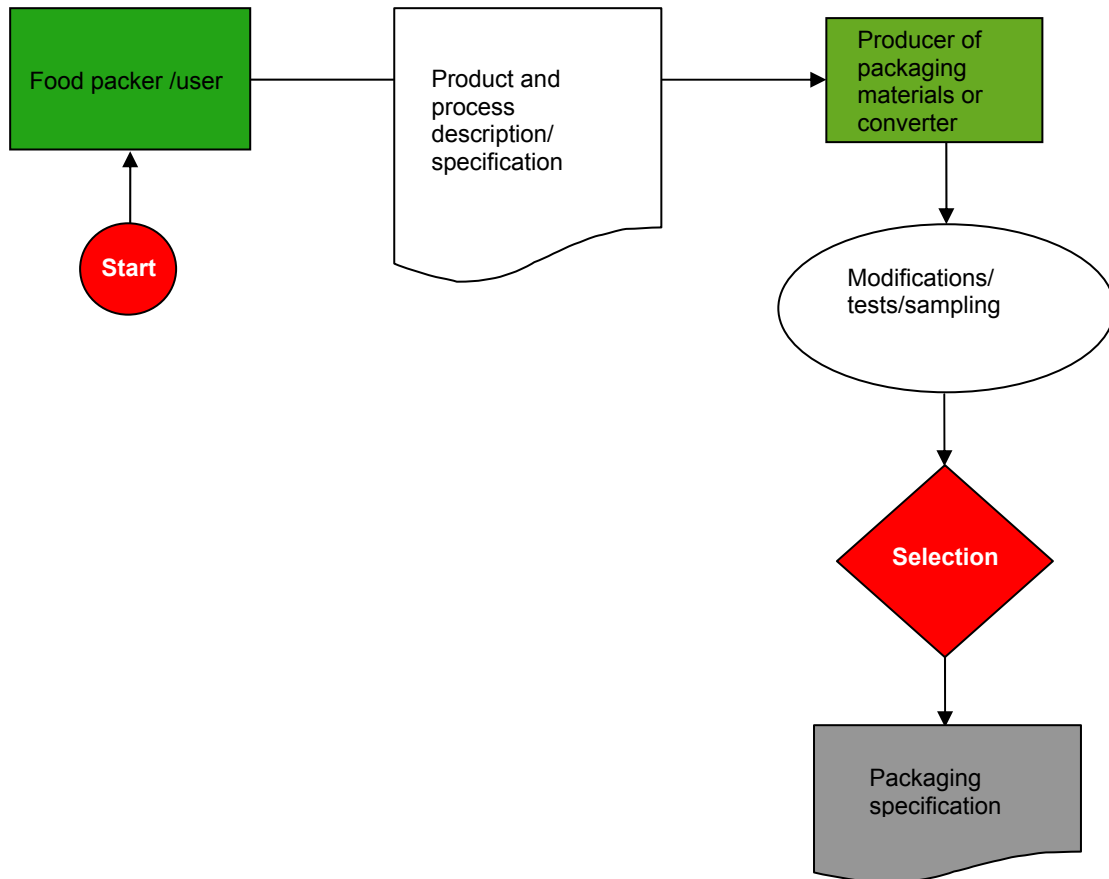 Food packer /user
Product and
process
description/
specification
Producer of
packaging
materials or
converter
Start
Modifications/
tests/sampling
Selection
Packaging
specification